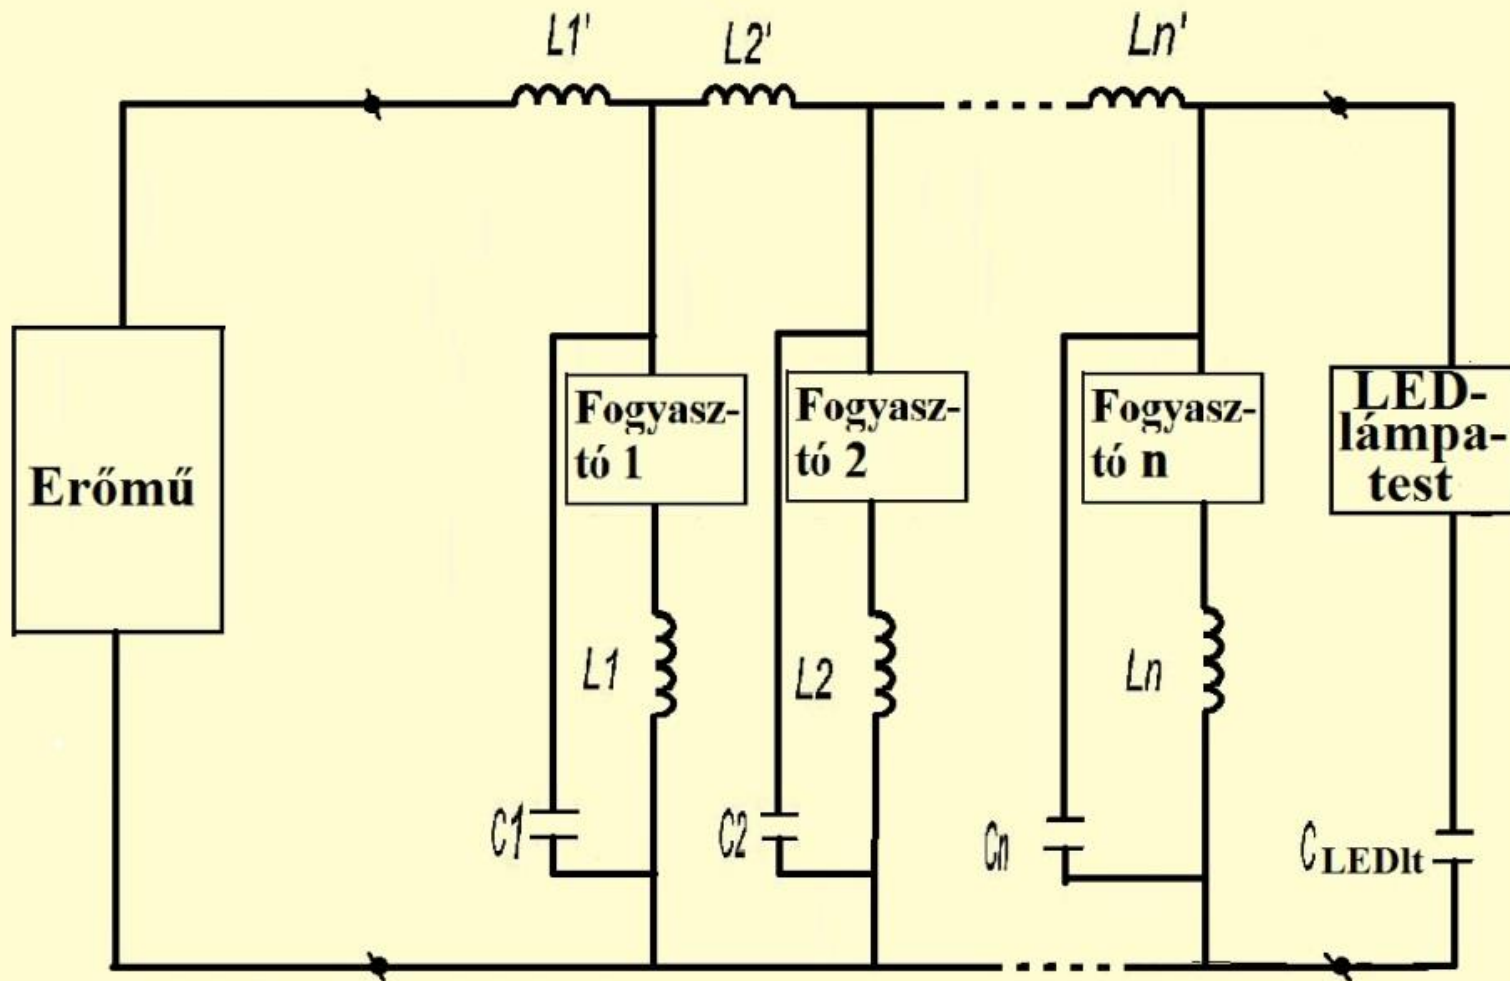 L1'
L2'
Ln'
Erőmű
Fogyasz-
tó 1
Fogyasz-
tó 2
Fogyasz-
tó n
LED-
lámpa-
test
L1
L2
Ln
C1
C2
Cn
C LEDlt